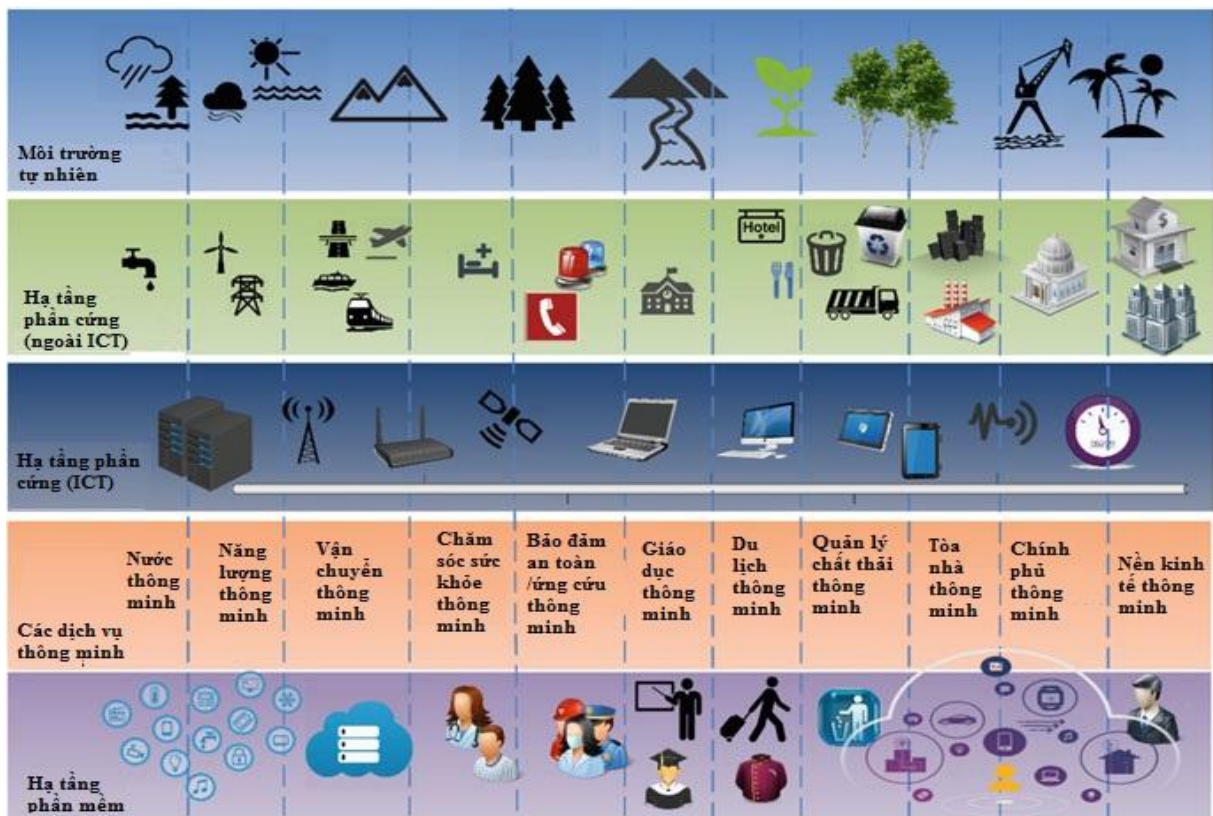 Môi trường
tự nhiên
Hotel
$
Hạ tầng
phần cứng
(ngoài ICT)
Hạ tầng phần
cứng (ICT)
Nước
thông
minh
Năng
lượng
thông
minh
Vận
chuyển
thông
minh
Chăm
sóc sức
khỏe
thông
minh
Bảo đảm
an toàn
/ứng cứu
thông
minh
Giáo
dục
thông
minh
Du
lịch
thông
minh
Quản lý
chất thải
thông
minh
Tòa
nhà
thông
minh
Chính
phủ
thông
minh
Nền kinh
tế thông
minh
Các dịch vụ
thông minh
Hạ tầng
phần mềm